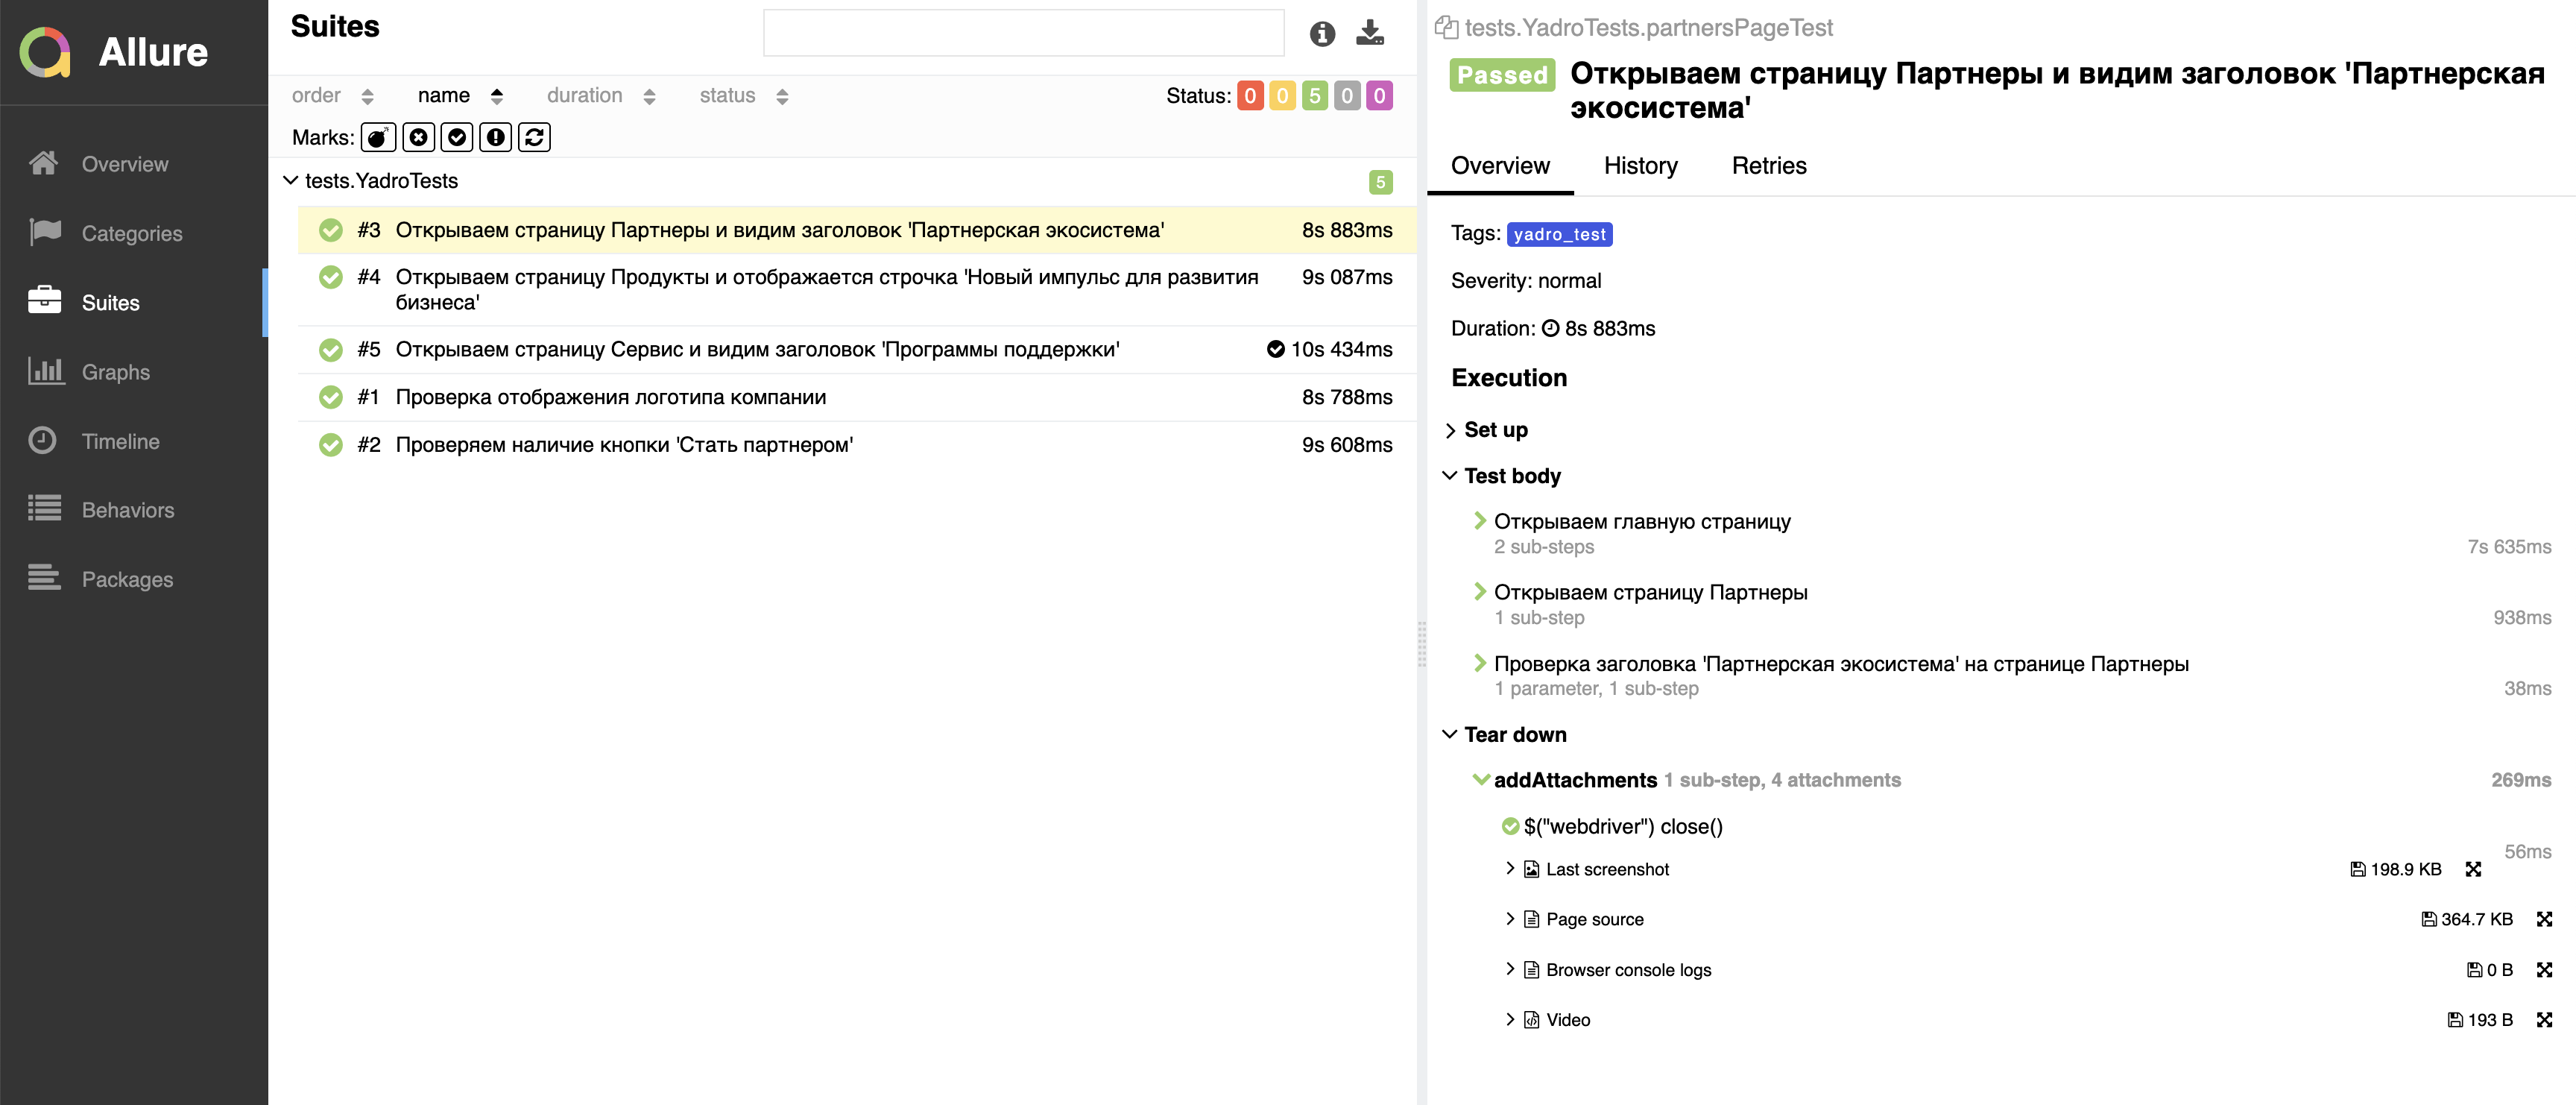 Allure
Overview
Categories
Suites
Graphs
Timeline
Behaviors
Packages
Suites
order name duration status
Status: 0 0 5 0 0
Marks:
tests.YadroTests 5
#3 Открываем страницу Партнеры и видим заголовок 'Партнерская экосистема' 8s 883ms
#4 Открываем страницу Продукты и отображается строчка 'Новый импульс для развития 9s 087ms
бизнеса'
#5 Открываем страницу Сервис и видим заголовок 'Программы поддержки' 10s 434ms
#1 Проверка отображения логотипа компании 8s 788ms
#2 Проверяем наличие кнопки 'Стать партнером' 9s 608ms
tests.YadroTests.partnersPageTest
Passed Открываем страницу Партнеры и видим заголовок 'Партнерская
экосистема'
Overview History Retries
Tags: yadro_test
Severity: normal
Duration: 8s 883ms
Execution
Set up
Test body
Открываем главную страницу
2 sub-steps 7s 635ms
Открываем страницу Партнеры
1 sub-step 938ms
Проверка заголовка 'Партнерская экосистема' на странице Партнеры
1 parameter, 1 sub-step 38ms
Tear down
addAttachments 1 sub-step, 4 attachments 269ms
$("webdriver") close()
56ms
Last screenshot 198.9 KB
Page source 364.7 KB
Browser console logs 0 B
Video 193 B